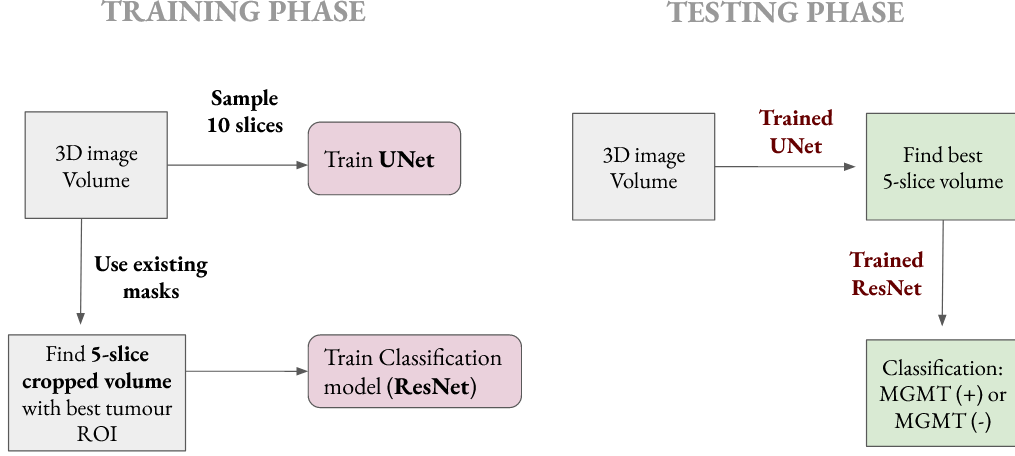 TRAINING PHASE
Sample
10 slices
3D image
Volume
Train UNet
Use existing
masks
Find 5-slice
cropped volume
with best tumour
ROI
Train Classification
model (ResNet)
TESTING PHASE
3D image
Volume
Trained
UNet
Find best
5-slice volume
Trained
ResNet
Classification:
MGMT (+) or
MGMT (-)